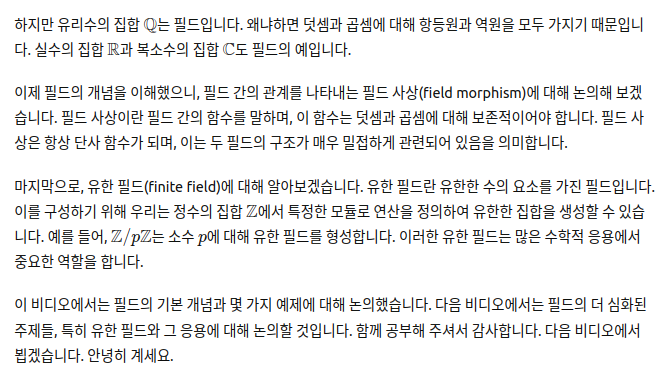 하지만 유리수의 집합 ℚ는 필드입니다. 왜냐하면 덧셈과 곱셈에 대해 항등원과 역원을 모두 가지기 때문입니
다. 실수의 집합 ℝ과 복소수의 집합 ℂ도 필드의 예입니다.
이제 필드의 개념을 이해했으니, 필드 간의 관계를 나타내는 필드 사상(field morphism)에 대해 논의해 보겠
습니다. 필드 사상이란 필드 간의 함수를 말하며, 이 함수는 덧셈과 곱셈에 대해 보존적이어야 합니다. 필드 사
상은 항상 단사 함수가 되며, 이는 두 필드의 구조가 매우 밀접하게 관련되어 있음을 의미합니다.
마지막으로, 유한 필드(finite field)에 대해 알아보겠습니다. 유한 필드란 유한한 수의 요소를 가진 필드입니다.
이를 구성하기 위해 우리는 정수의 집합 ℤ에서 특정한 모듈로 연산을 정의하여 유한한 집합을 생성할 수 있습
니다. 예를 들어, ℤ/pℤ는 소수 p에 대해 유한 필드를 형성합니다. 이러한 유한 필드는 많은 수학적 응용에서
중요한 역할을 합니다.
이 비디오에서는 필드의 기본 개념과 몇 가지 예제에 대해 논의했습니다. 다음 비디오에서는 필드의 더 심화된
주제들, 특히 유한 필드와 그 응용에 대해 논의할 것입니다. 함께 공부해 주셔서 감사합니다. 다음 비디오에서
뵙겠습니다. 안녕히 계세요.